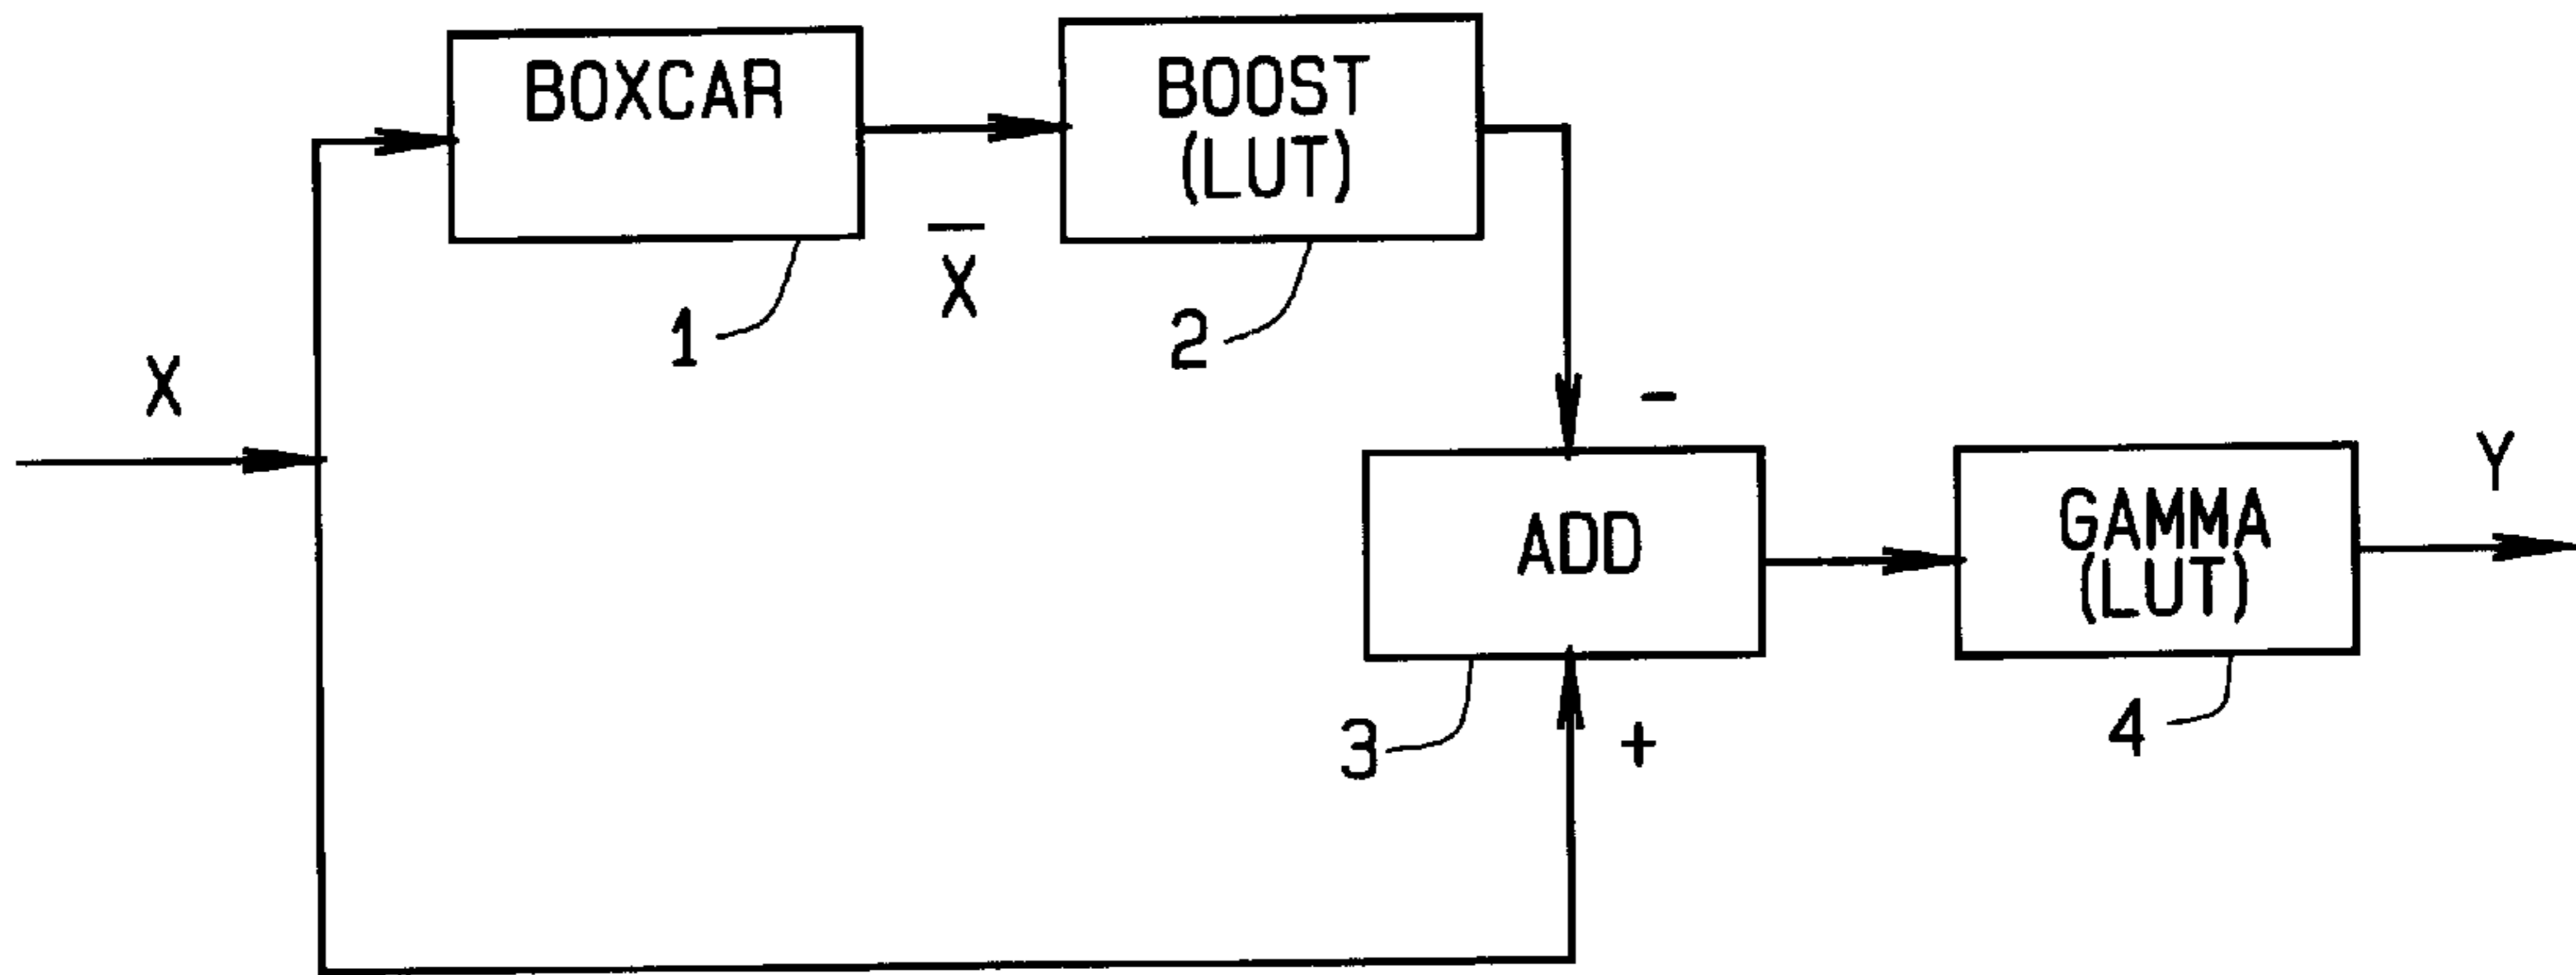 BOXCAR
BOOST
(LUT)
X̅
1
2
X
-
ADD
GAMMA
(LUT)
Y
3
+
4